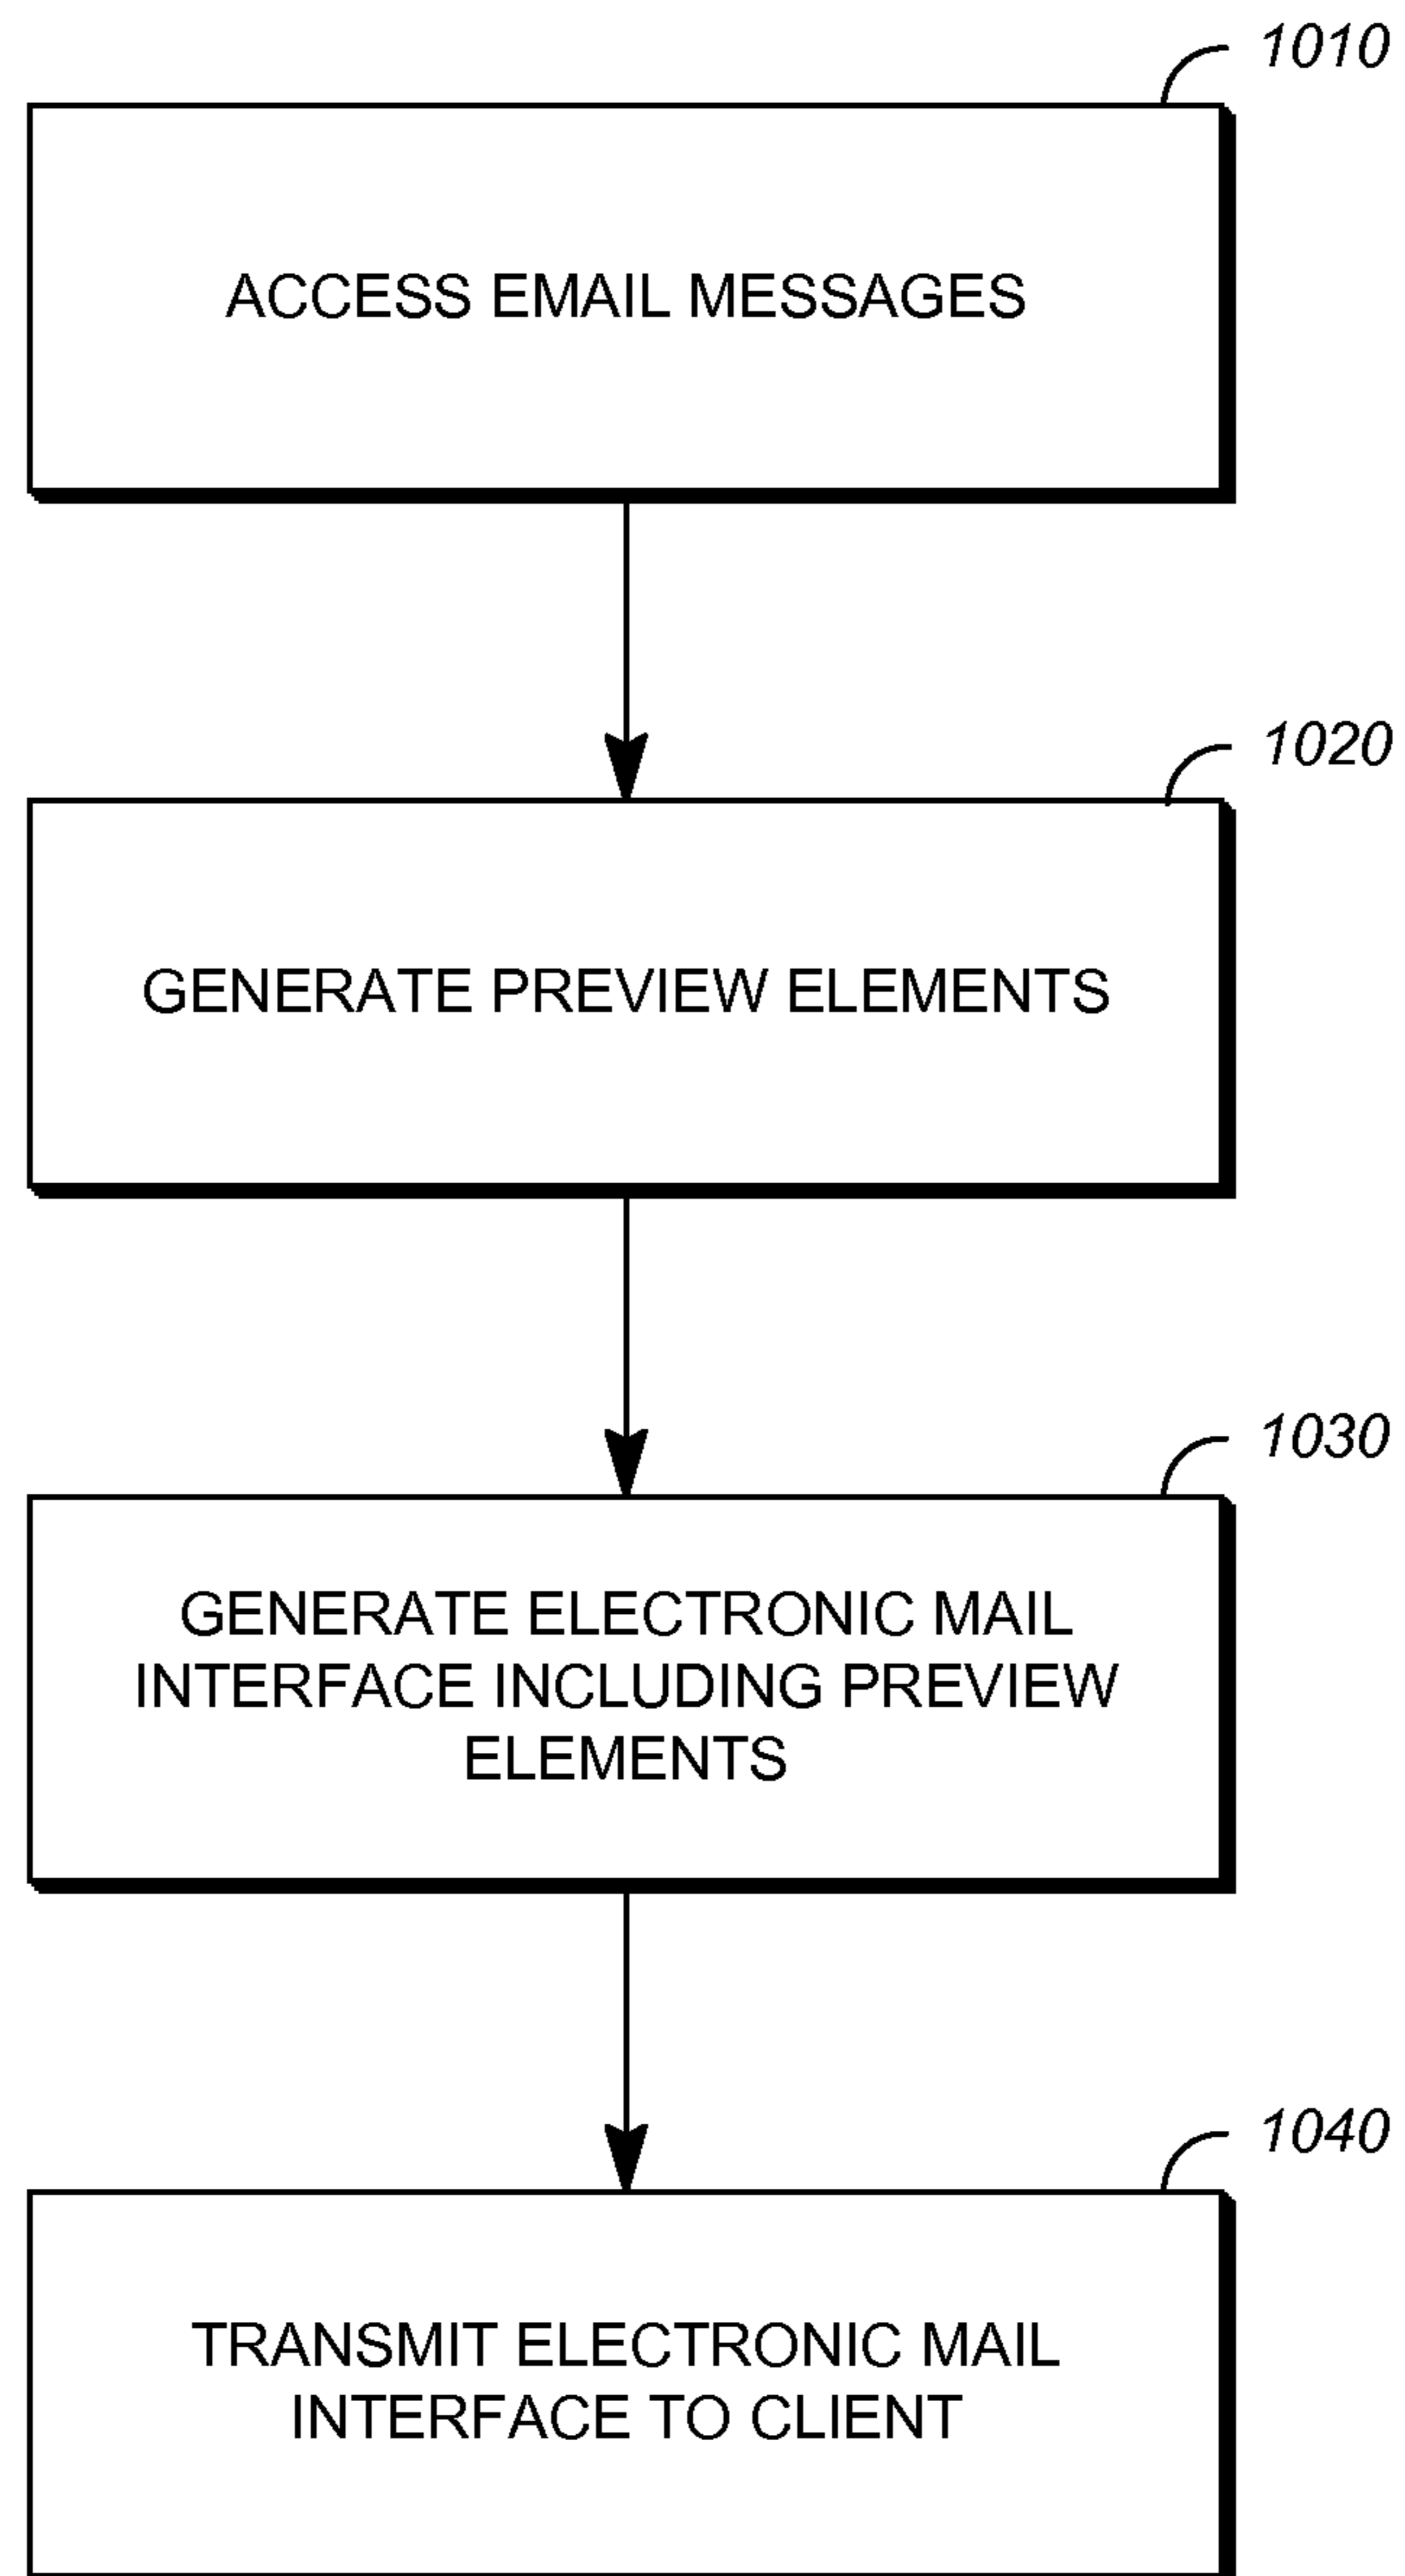 1010
ACCESS EMAIL MESSAGES
1020
GENERATE PREVIEW ELEMENTS
1030
GENERATE ELECTRONIC MAIL
INTERFACE INCLUDING PREVIEW
ELEMENTS
1040
TRANSMIT ELECTRONIC MAIL
INTERFACE TO CLIENT